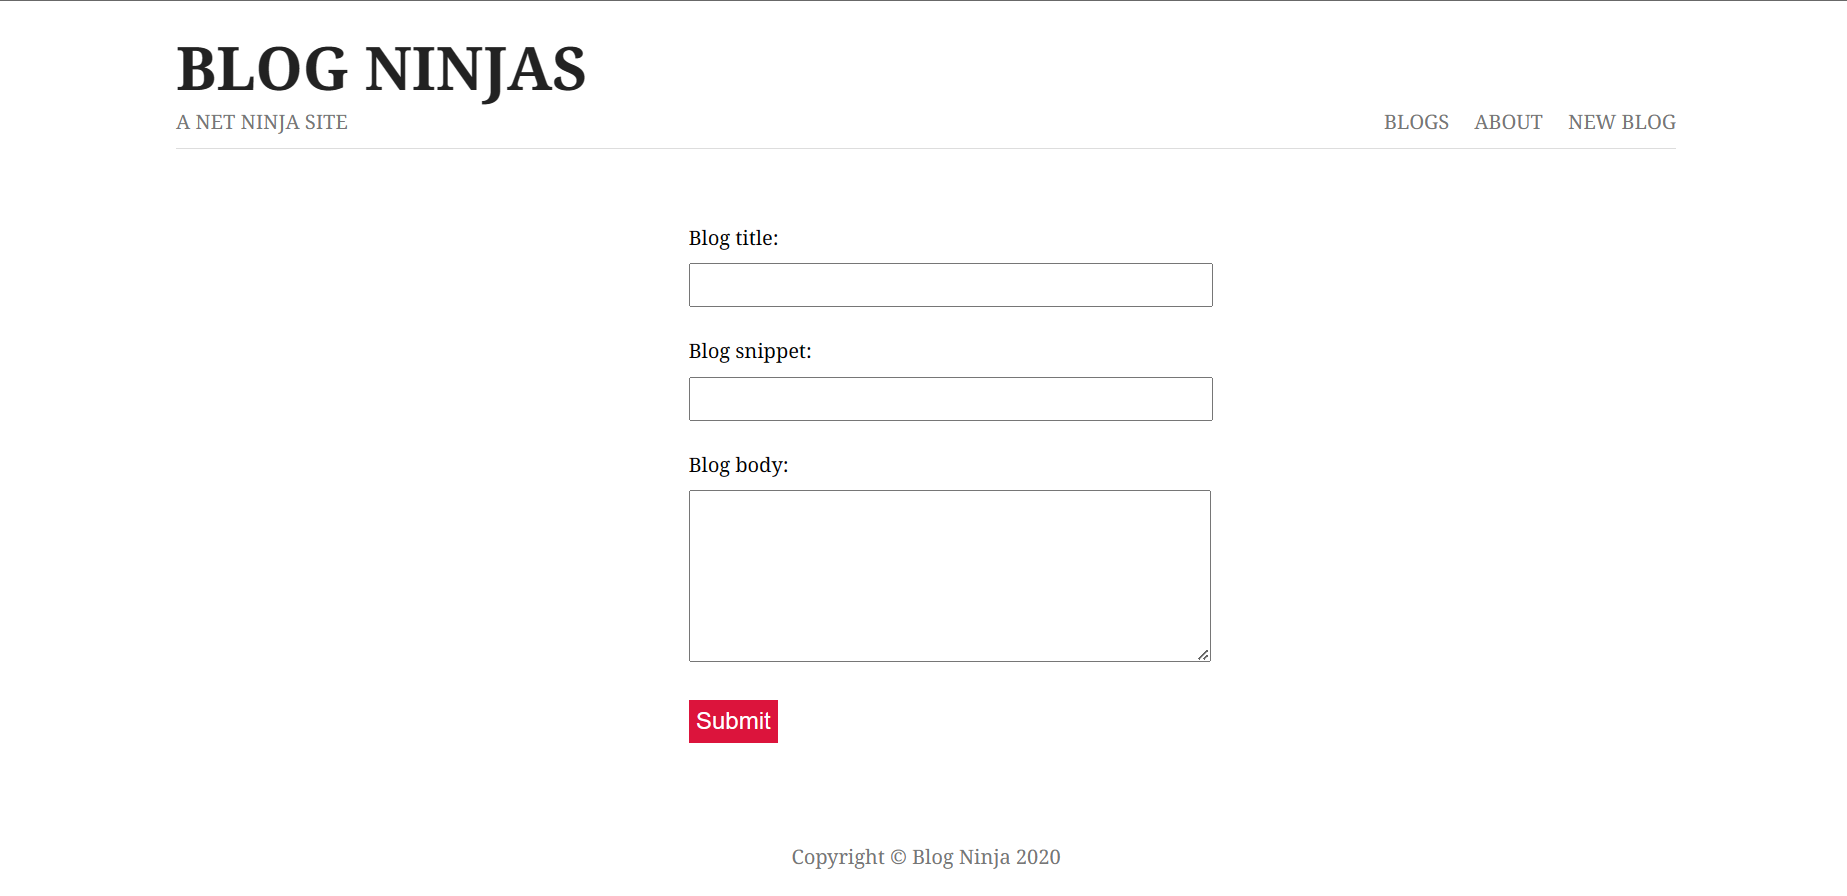 BLOG NINJAS
A NET NINJA SITE
BLOGS ABOUT NEW BLOG
Blog title:
Blog snippet:
Blog body:
Submit
Copyright © Blog Ninja 2020